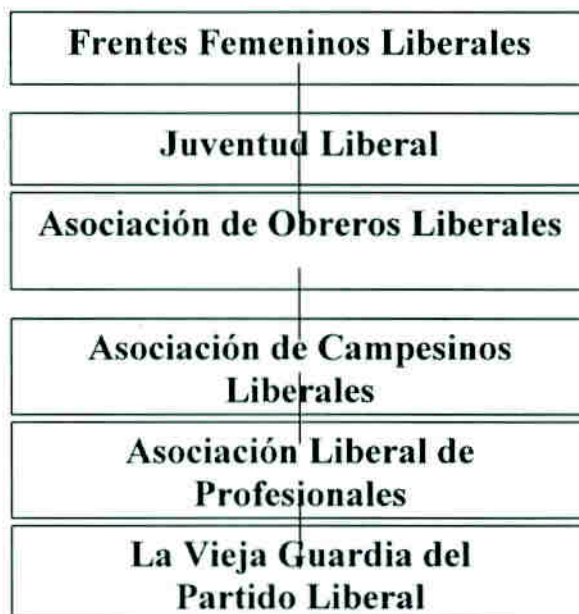 Frentes Femeninos Liberales
Juventud Liberal
Asociación de Obreros Liberales
Asociación de Campesinos
Liberales
Asociación Liberal de
Profesionales
La Vieja Guardia del
Partido Liberal